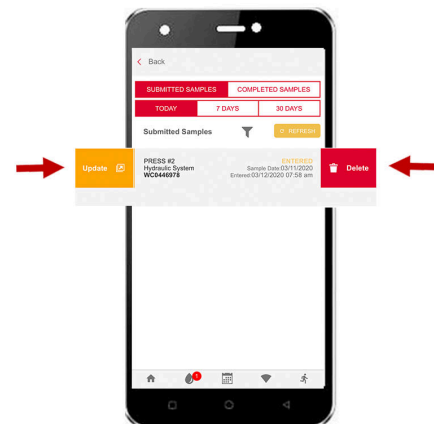 Back
SUBMITTED SAMPLES COMPLETED SAMPLES
TODAY 7 DAYS 30 DAYS
Submitted Samples REFRESH
Update PRESS #2 ENTERED Delete
Hydraulic System Sample Date 03/11/2020
WC0446978 Entered 03/12/2020 07:58 am
1